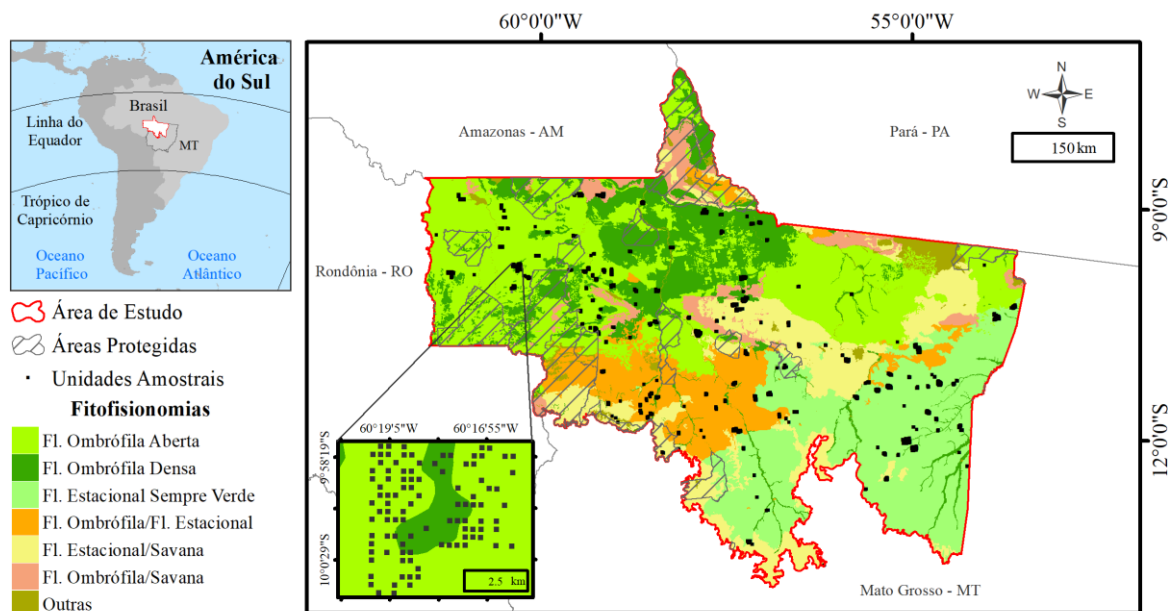 60°0'0"W
55°0'0"W
América
do Sul
Brasil
Linha do
Equador
MT
Trópico de
Capricórnio
Oceano
Pacífico
Oceano
Atlântico
Área de Estudo
Áreas Protegidas
Unidades Amostrais
Fitofisionomias
Fl. Ombrófila Aberta
Fl. Ombrófila Densa
Fl. Estacional Sempre Verde
Fl. Ombrófila/Fl. Estacional
Fl. Estacional/Savana
Fl. Ombrófila/Savana
Outras
Amazonas - AM
Pará - PA
N
W E
S
150 km
9°0'0"S
Rondônia - RO
12°0'0"S
60°19'5"W
60°16'55"W
9°58'19"S
10°0'29"S
2.5 km
Mato Grosso - MT